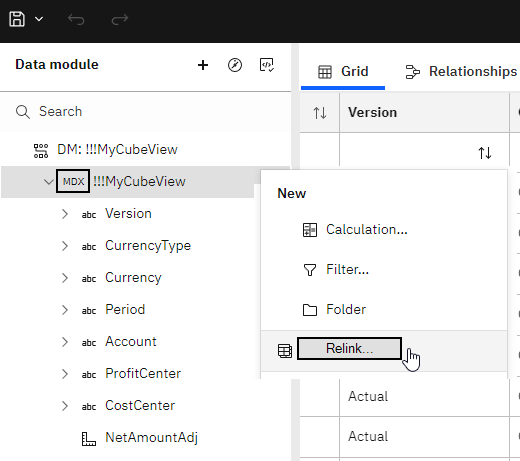 Data module
Grid
Relationships
Search
Version
DM: !!!MyCubeView
MDX !!!MyCubeView
New
abc Version
Calculation...
abc CurrencyType
Filter...
abc Currency
Folder
abc Period
Relink...
abc Account
abc ProfitCenter
abc CostCenter
Actual
NetAmountAdj
Actual